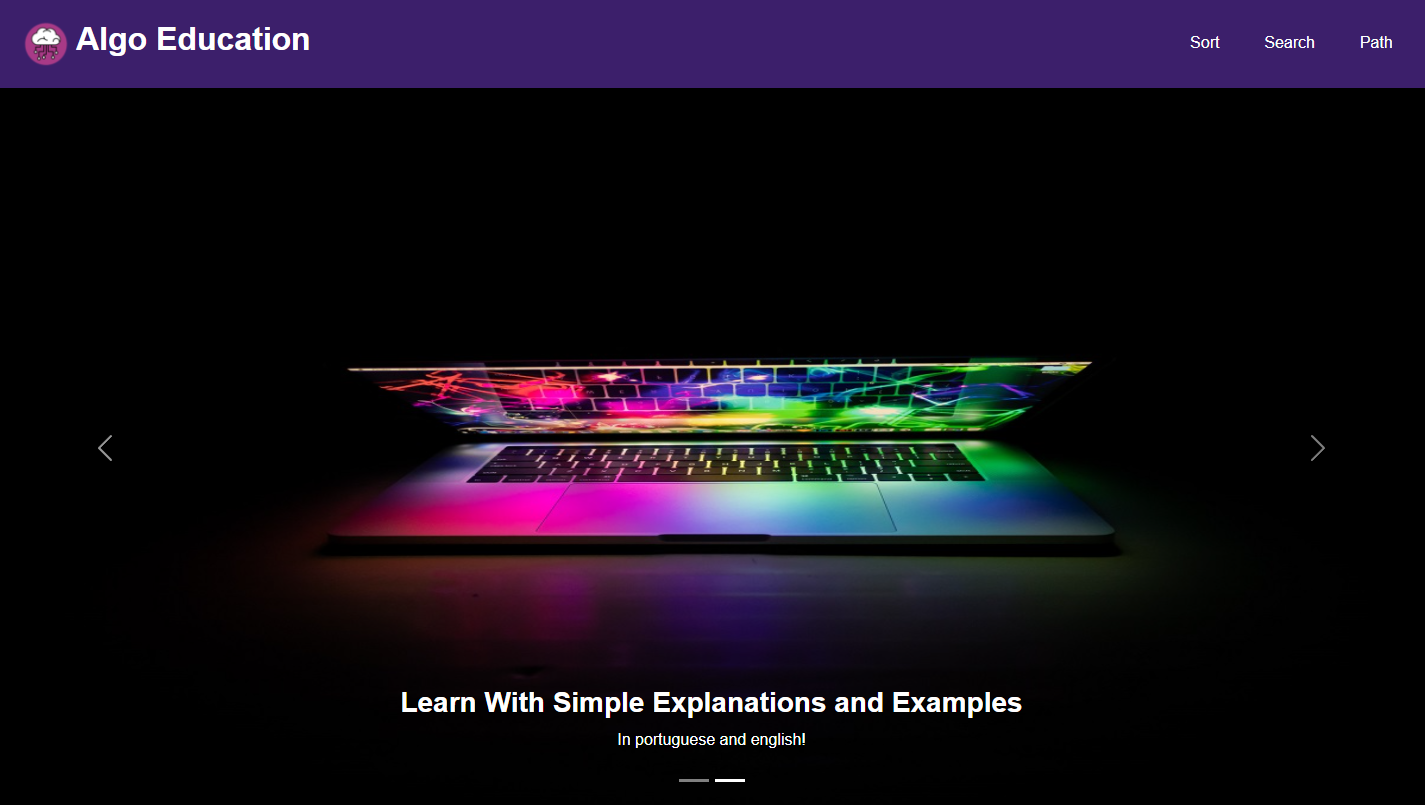 Algo Education
Sort
Search
Path
Learn With Simple Explanations and Examples
In portuguese and english!